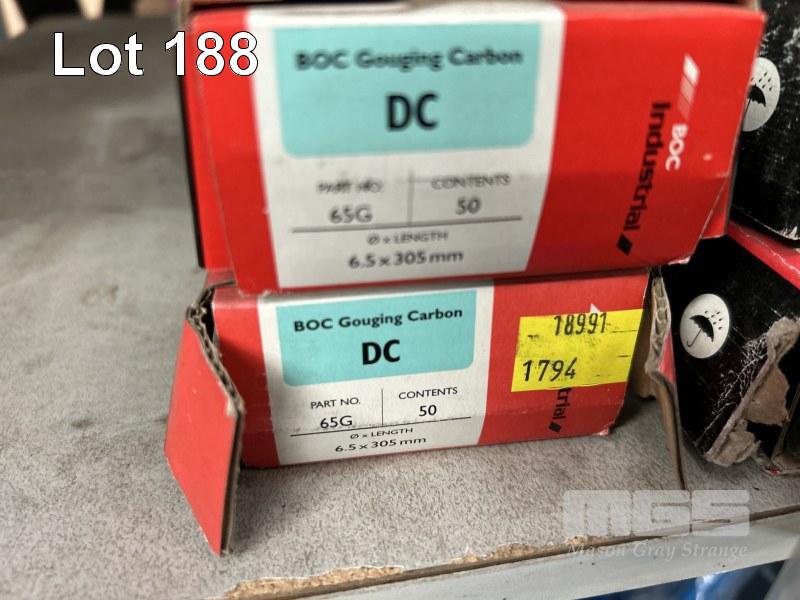 Lot 188
BOC Gouging Carbon
DC
PART NO. CONTENTS
65G 50
Ø x LENGTH
6.5 x 305 mm
BOC
Industrial
BOC Gouging Carbon
DC
PART NO. CONTENTS
65G 50
Ø x LENGTH
6.5 x 305 mm
18991
1794
trial
MGS
Mason Gray Strange